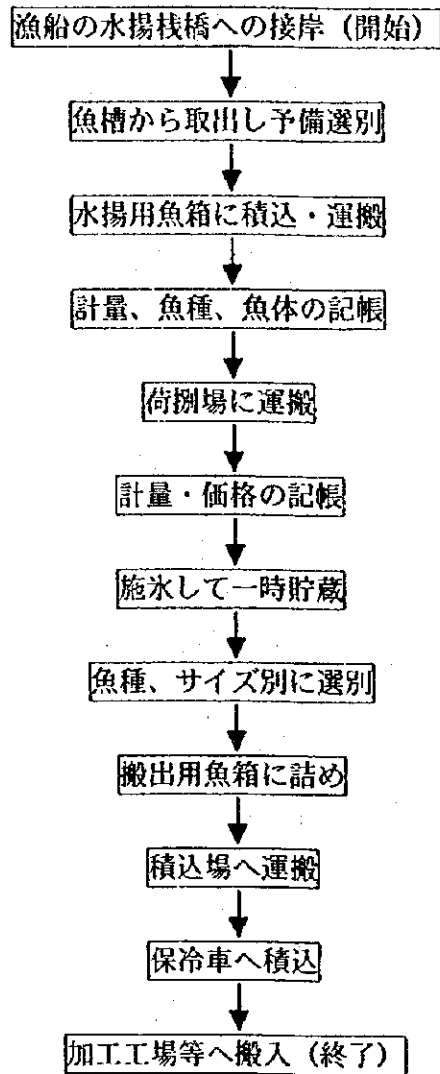 漁船の水揚栈橋への接岸（開始）
魚槽から取出し予備選別
水揚用魚箱に積込・運搬
計量、魚種、魚体の記帳
荷捌場に運搬
計量・価格の記帳
施氷して一時貯蔵
魚種、サイズ別に選別
搬出用魚箱に詰め
積込場へ運搬
保冷車へ積込
加工工場等へ搬入（終了）